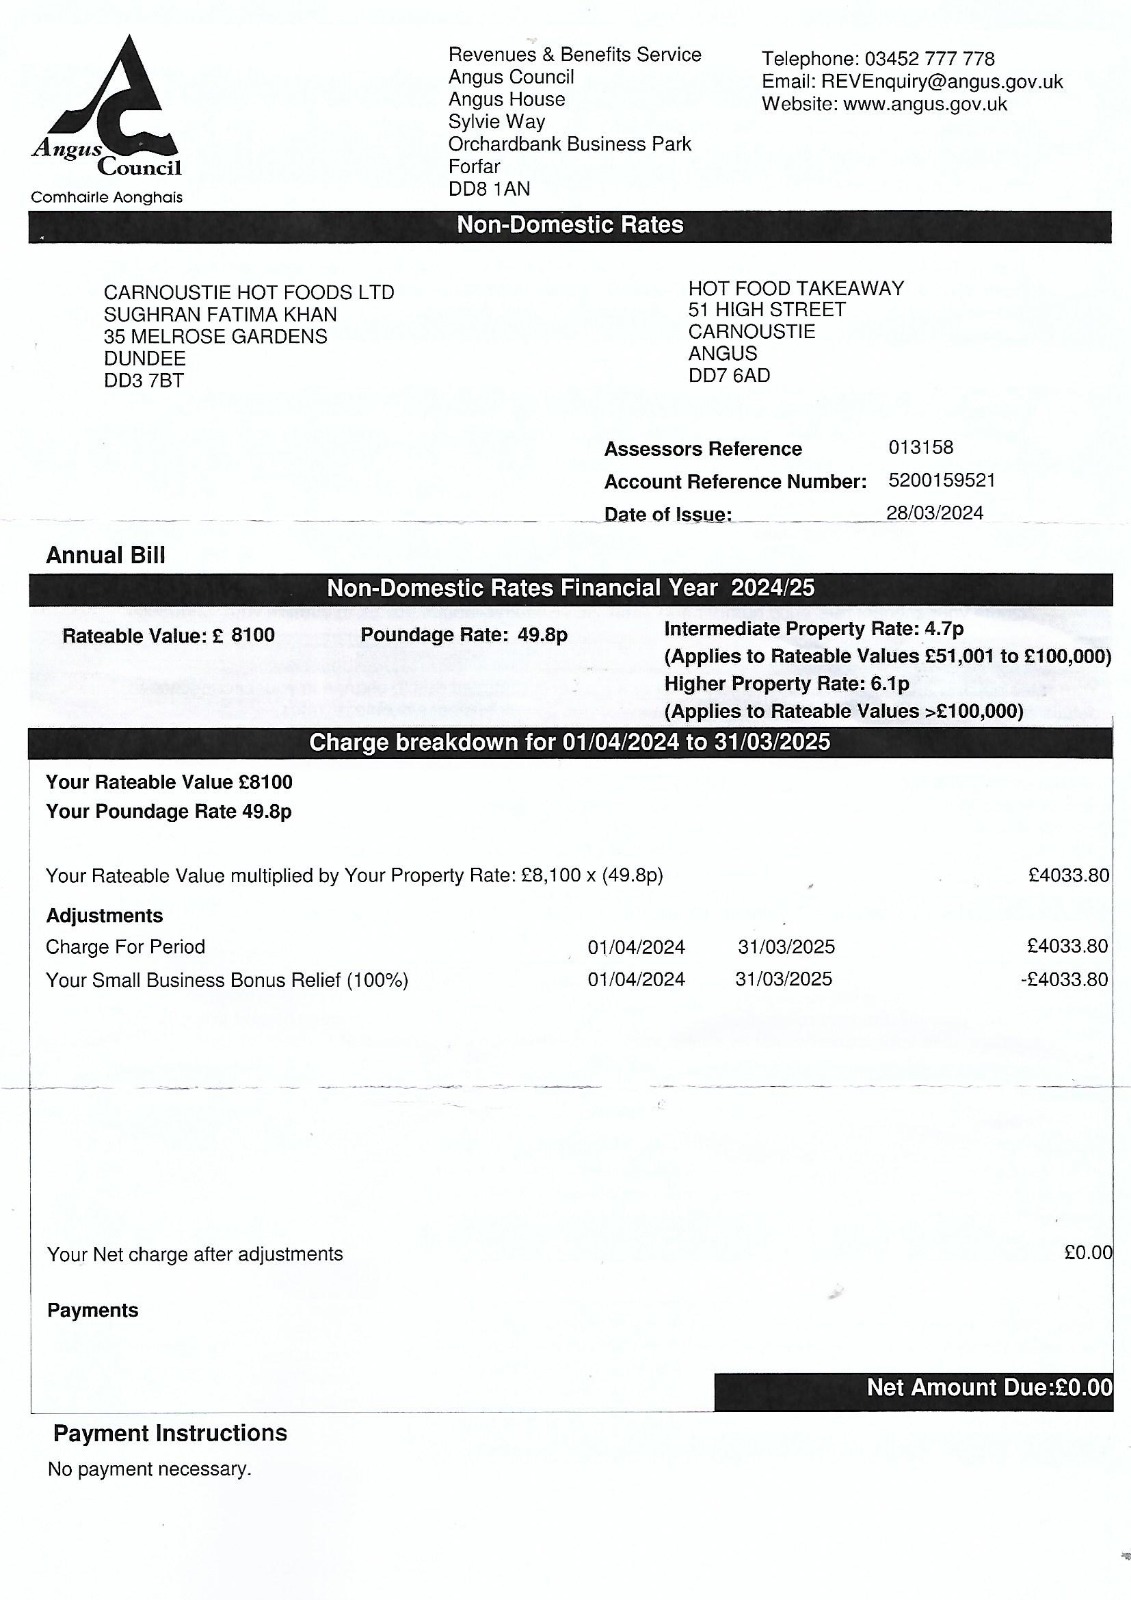 Angus
Council
Comhairle Aonghais
Revenues & Benefits Service
Angus Council
Angus House
Sylvie Way
Orchardbank Business Park
Forfar
DD8 1AN
Telephone: 03452 777 778
Email: REVEnquiry@angus.gov.uk
Website: www.angus.gov.uk
Non-Domestic Rates
CARNOUSTIE HOT FOODS LTD
SUGHRAN FATIMA KHAN
35 MELROSE GARDENS
DUNDEE
DD3 7BT
HOT FOOD TAKEAWAY
51 HIGH STREET
CARNOUSTIE
ANGUS
DD7 6AD
Assessors Reference 013158
Account Reference Number: 5200159521
Date of Issue: 28/03/2024
Annual Bill
Non-Domestic Rates Financial Year 2024/25
Rateable Value: £ 8100 Poundage Rate: 49.8p
Intermediate Property Rate: 4.7p
(Applies to Rateable Values £51,001 to £100,000)
Higher Property Rate: 6.1p
(Applies to Rateable Values >£100,000)
Charge breakdown for 01/04/2024 to 31/03/2025
Your Rateable Value £8100
Your Poundage Rate 49.8p
Your Rateable Value multiplied by Your Property Rate: £8,100 x (49.8p) £4033.80
Adjustments
Charge For Period 01/04/2024 31/03/2025 £4033.80
Your Small Business Bonus Relief (100%) 01/04/2024 31/03/2025 -£4033.80
Your Net charge after adjustments £0.00
Payments
Net Amount Due:£0.00
Payment Instructions
No payment necessary.